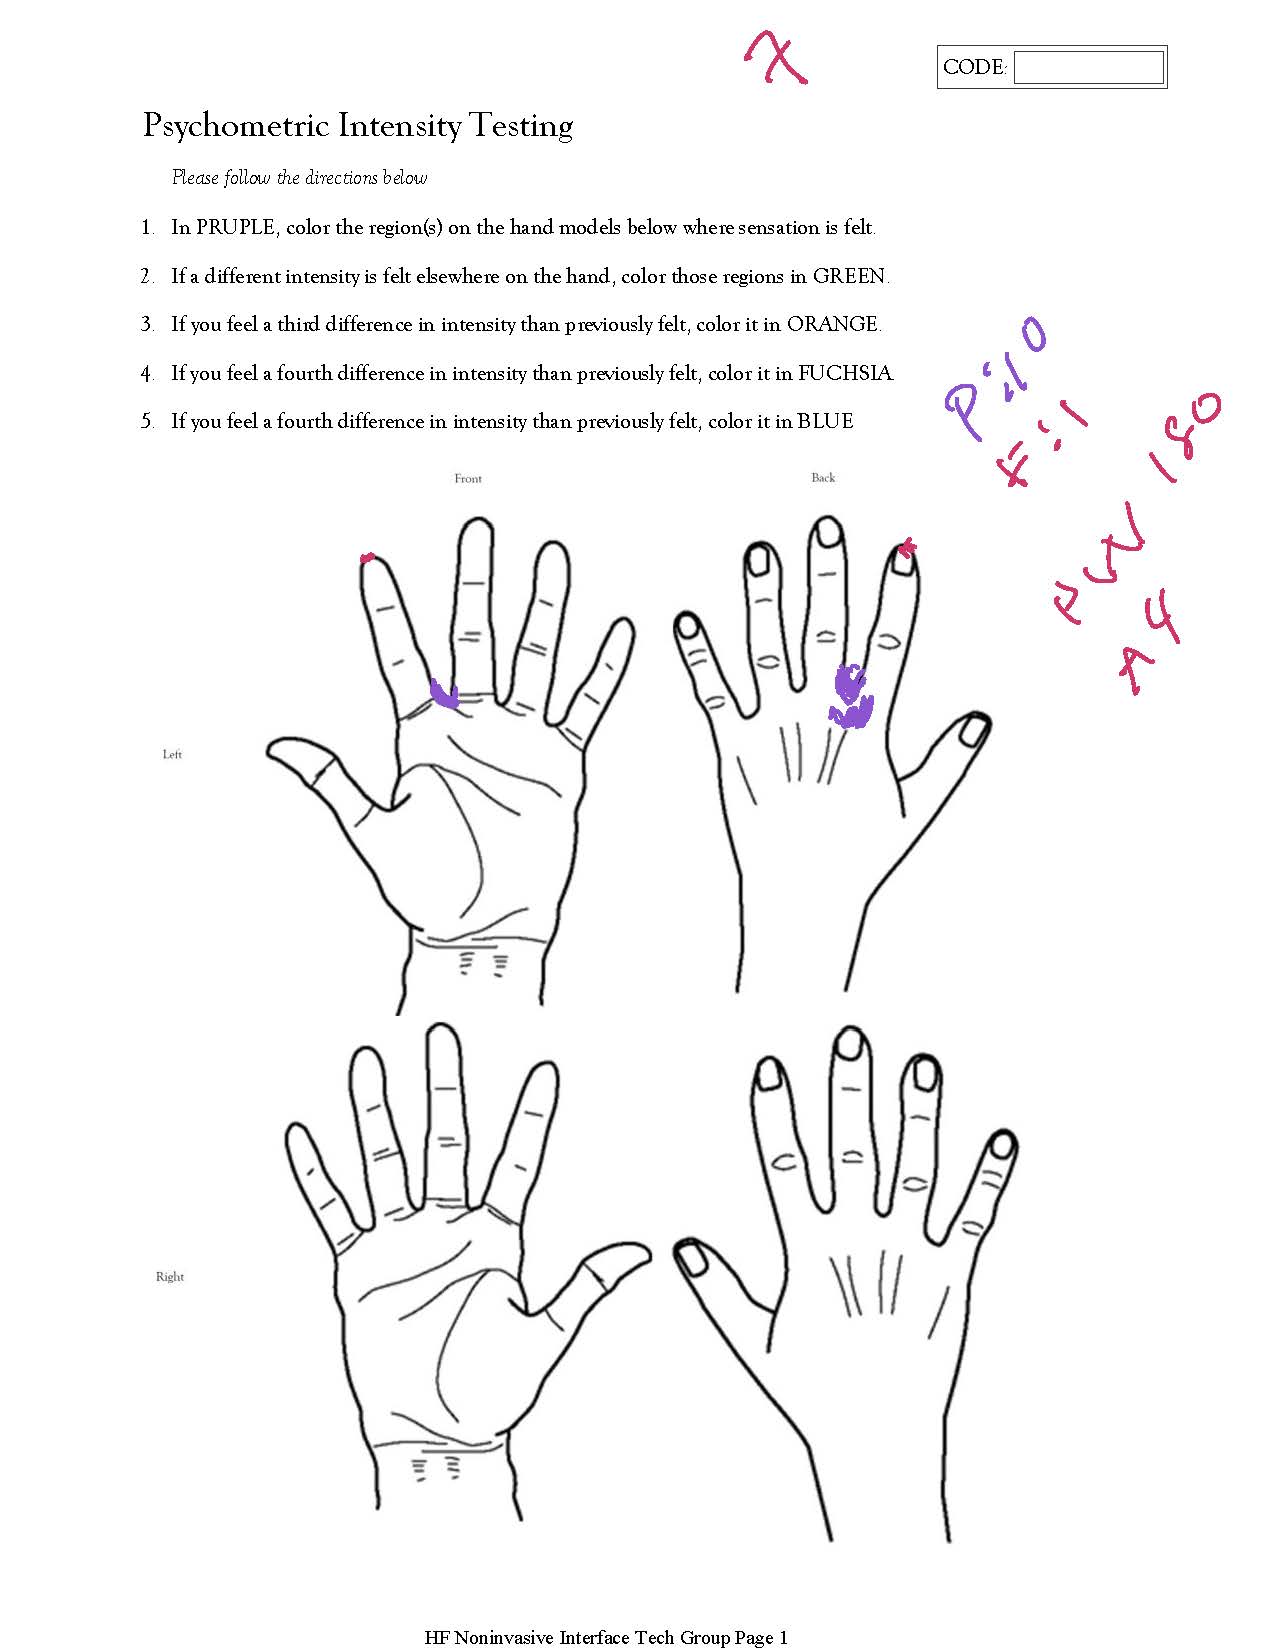 X
CODE:
Psychometric Intensity Testing
Please follow the directions below
1. In PRUPLE, color the region(s) on the hand models below where sensation is felt.
2. If a different intensity is felt elsewhere on the hand, color those regions in GREEN.
3. If you feel a third difference in intensity than previously felt, color it in ORANGE.
4. If you feel a fourth difference in intensity than previously felt, color it in FUCHSIA.
5. If you feel a fourth difference in intensity than previously felt, color it in BLUE
P:10
F:1
PW 180
A 4
Front
Back
Left
Right
HF Noninvasive Interface Tech Group Page 1